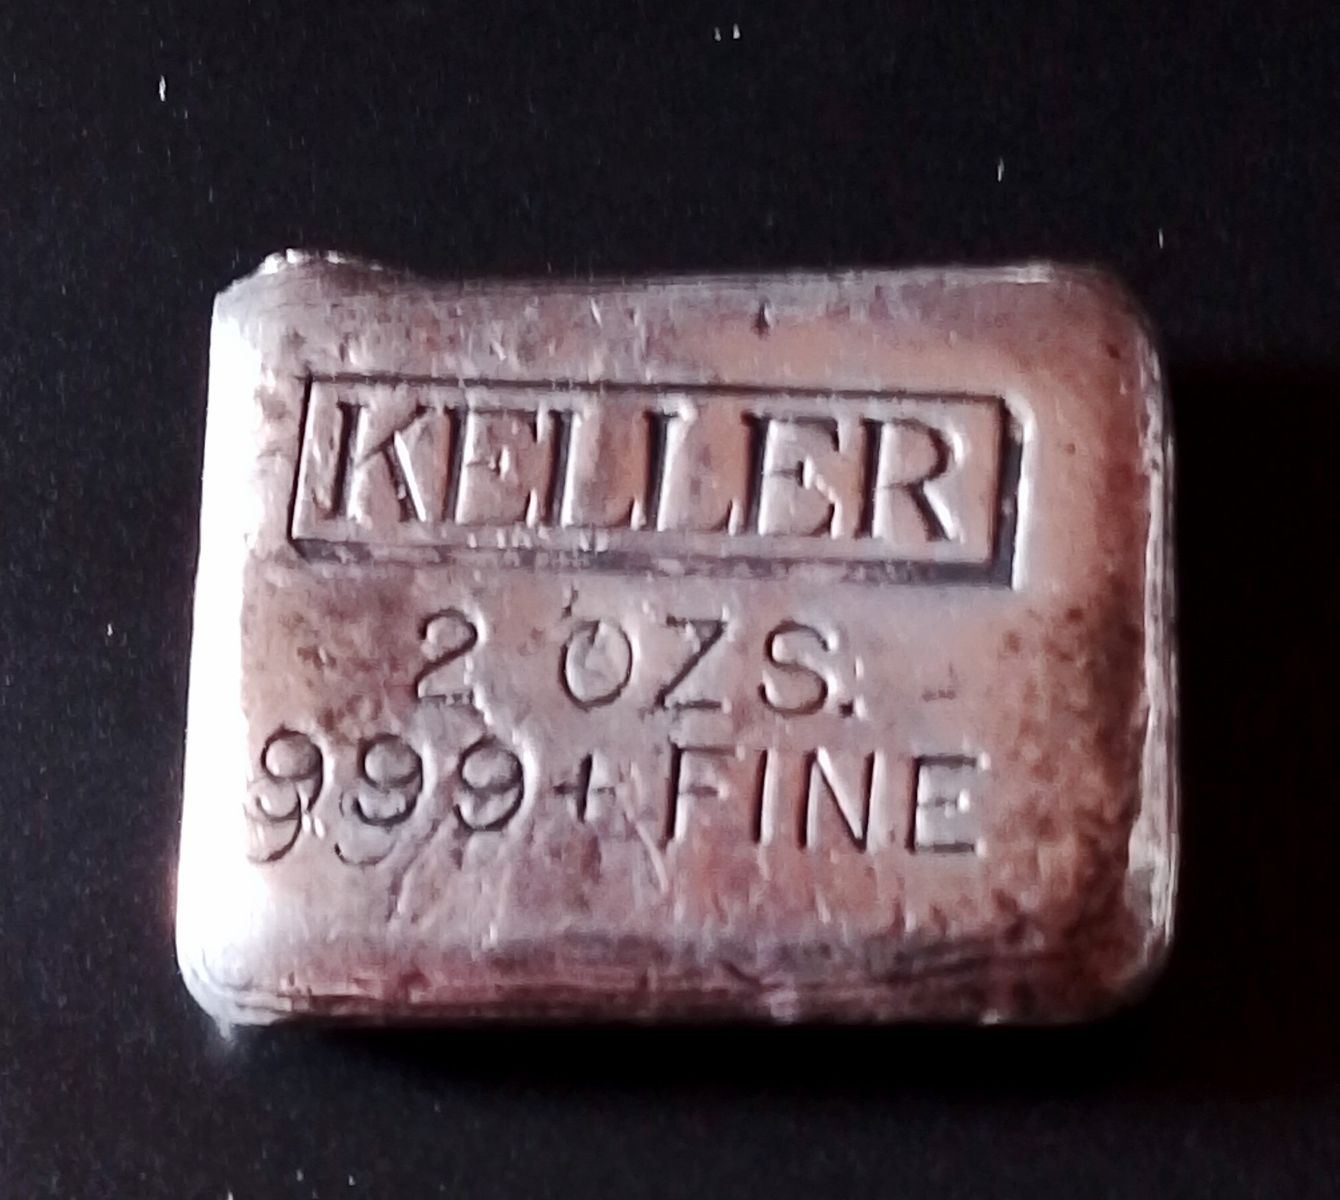 KELLER
2 OZS.
999+ FINE